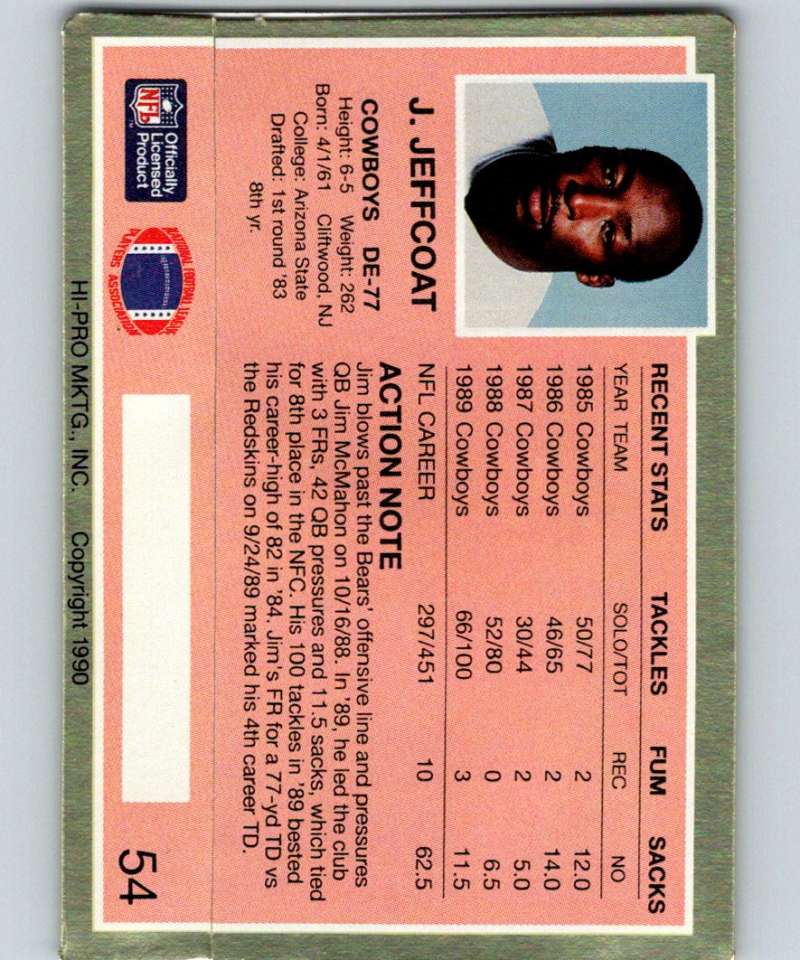 J. JEFFCOAT
COWBOYS DE-77
Height: 6-5 Weight: 262
Born: 4/1/61 Cliftwood, NJ
College: Arizona State
Drafted: 1st round '83
8th yr.
RECENT STATS TACKLES FUM SACKS
YEAR TEAM SOLO/TOT REC NO
1985 Cowboys 50/77 2 12.0
1986 Cowboys 46/65 2 14.0
1987 Cowboys 30/44 2 5.0
1988 Cowboys 52/80 0 6.5
1989 Cowboys 66/100 3 11.5
NFL CAREER 297/451 10 62.5
ACTION NOTE
Jim blows past the Bears' offensive line and pressures
QB Jim McMahon on 10/16/88. In '89, he led the club
with 3 FRs, 42 QB pressures and 11.5 sacks, which tied
for 8th place in the NFC. His 100 tackles in '89 bested
his career-high of 82 in '84. Jim's FR for a 77-yd TD vs
the Redskins on 9/24/89 marked his 4th career TD.
NFL
Officially
Licensed
Product
NATIONAL FOOTBALL LEAGUE
PLAYERS ASSOCIATION
54
HI-PRO MKTG., INC. Copyright 1990